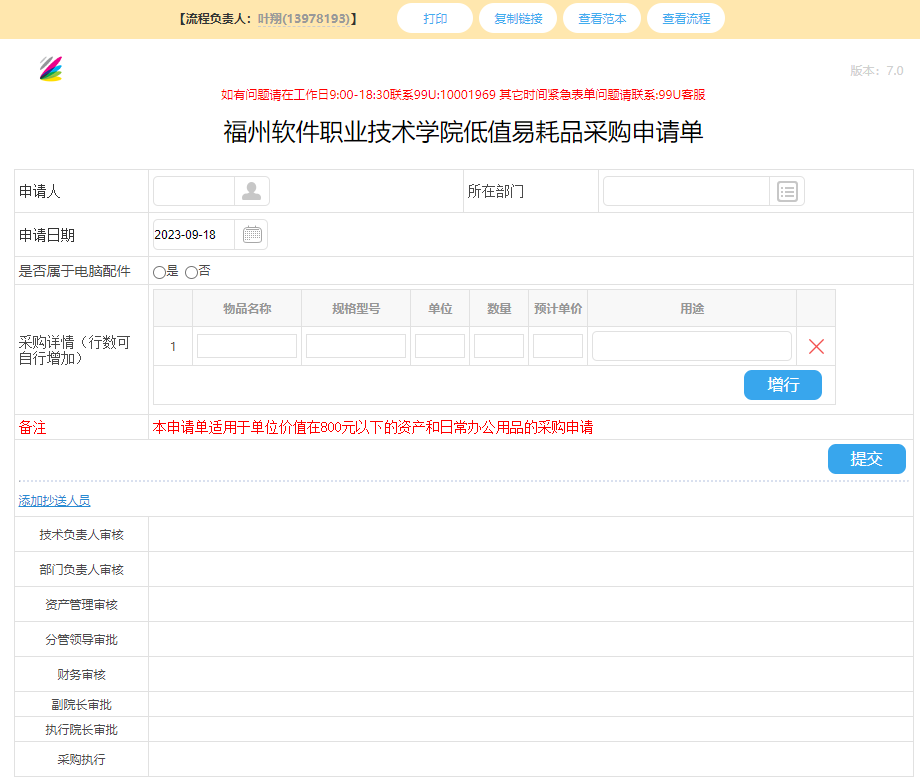 【流程负责人：叶翔(13978193)】 打印 复制链接 查看范本 查看流程
版本：7.0
如有问题请在工作日9:00-18:30联系99U:10001969 其它时间紧急表单问题请联系:99U客服
福州软件职业技术学院低值易耗品采购申请单
申请人 所在部门
申请日期 2023-09-18
是否属于电脑配件 是 否
物品名称 规格型号 单位 数量 预计单价 用途
采购详情（行数可
自行增加）
1
增行
备注 本申请单适用于单位价值在800元以下的资产和日常办公用品的采购申请
提交
添加抄送人员
技术负责人审核
部门负责人审核
资产管理审核
分管领导审批
财务审核
副院长审批
执行院长审批
采购执行